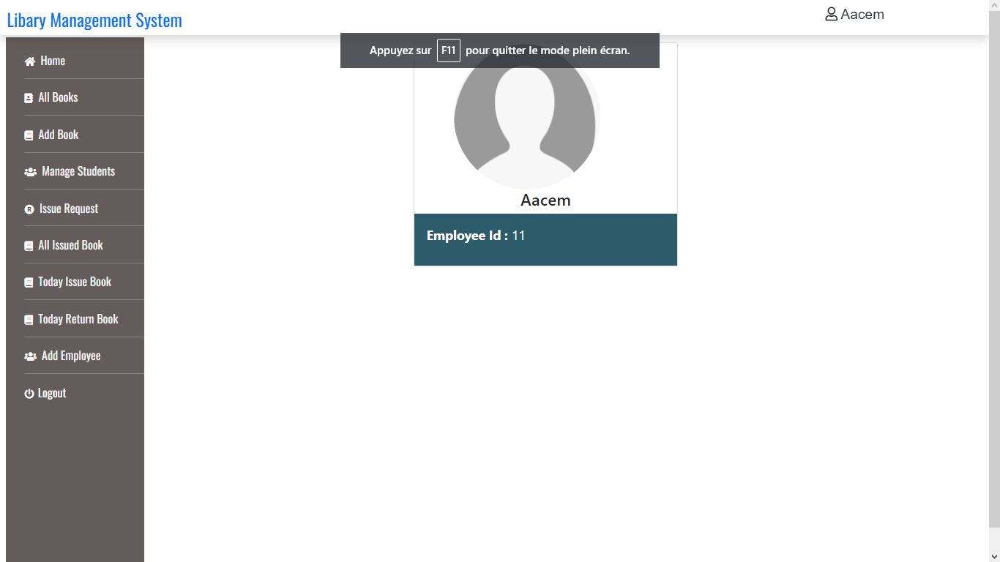 Libary Management System
Aacem
Appuyez sur F11 pour quitter le mode plein écran.
Home
All Books
Add Book
Manage Students
R Issue Request
All Issued Book
Today Issue Book
Today Return Book
Add Employee
Logout
Aacem
Employee Id : 11